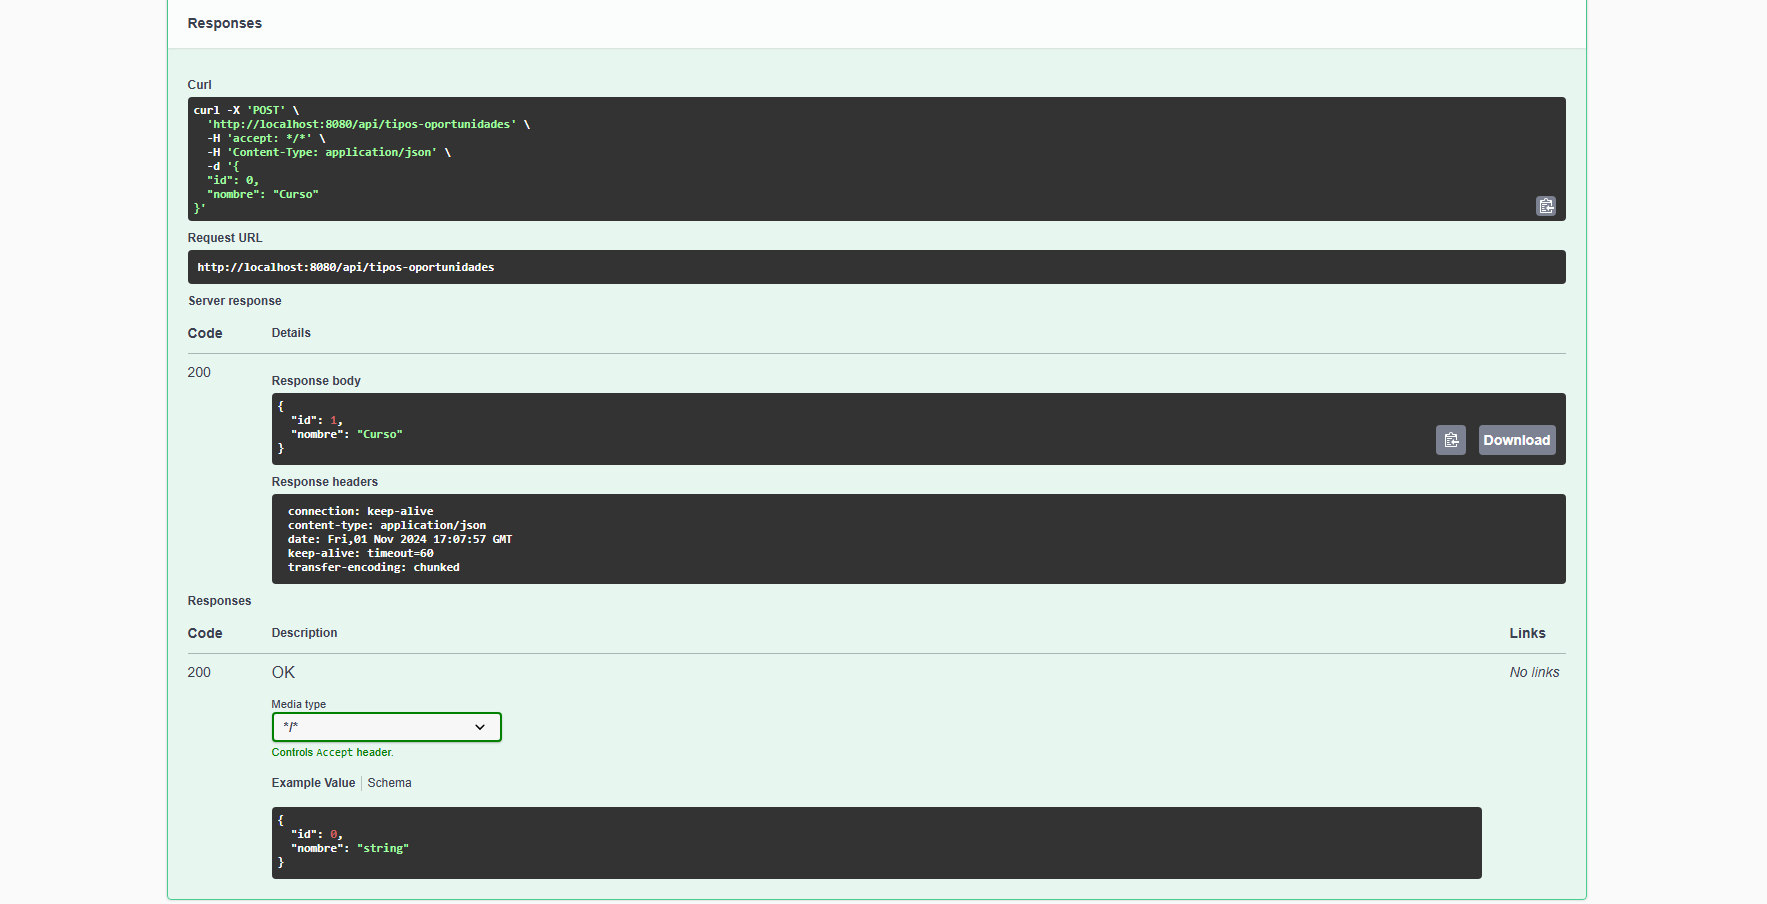 Responses
Curl
curl -X 'POST' \
'http://localhost:8080/api/tipos-oportunidades' \
-H 'accept: */*' \
-H 'Content-Type: application/json' \
-d '{
"id": 0,
"nombre": "Curso"
}'
Request URL
http://localhost:8080/api/tipos-oportunidades
Server response
Code Details
200
Response body
{
"id": 1,
"nombre": "Curso"
}
Download
Response headers
connection: keep-alive
content-type: application/json
date: Fri,01 Nov 2024 17:07:57 GMT
keep-alive: timeout=60
transfer-encoding: chunked
Responses
Code Description Links
200 OK No links
Media type
*/*
Controls Accept header.
Example Value Schema
{
"id": 0,
"nombre": "string"
}